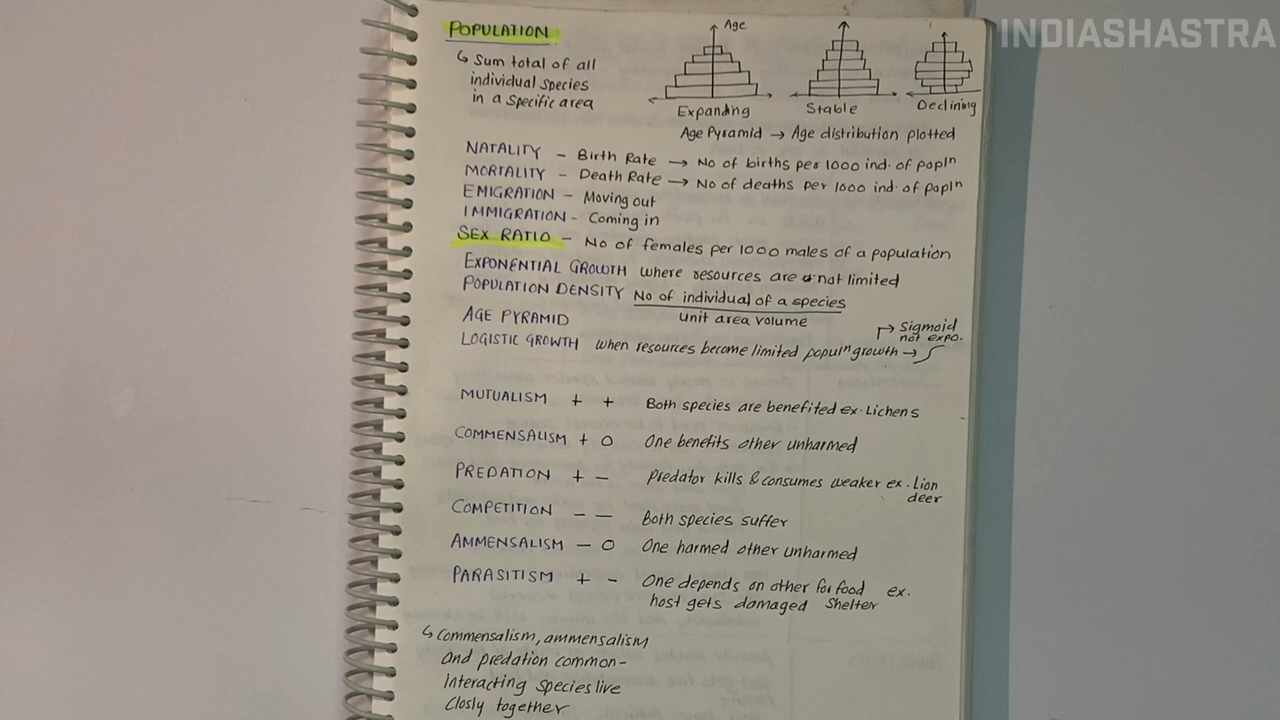 INDIASHASTRA
POPULATION
↳ Sum total of all
individual species
in a specific area
Age
Expanding
Stable
Declining
Age Pyramid → Age distribution plotted
NATALITY – Birth Rate → No of births per 1000 ind. of popln
MORTALITY – Death Rate → No of deaths per 1000 ind. of popln
EMIGRATION – Moving out
IMMIGRATION - Coming in
SEX RATIO – No of females per 1000 males of a population
EXPONENTIAL GROWTH where resources are not limited
POPULATION DENSITY No of individual of a species
unit area volume
AGE PYRAMID
Sigmoid
not expo.
LOGISTIC GROWTH when resources become limited populn growth →
MUTUALISM + + Both species are benefited ex. Lichens
COMMENSALISM + O One benefits other unharmed
PREDATION + – Predator kills & consumes weaker ex. Lion
deer
COMPETITION – – Both species suffer
AMMENSALISM – O One harmed other unharmed
PARASITISM + - One depends on other for food ex.
host gets damaged Shelter
↳ Commensalism, ammensalism
and predation common-
Interacting species live
Closly together